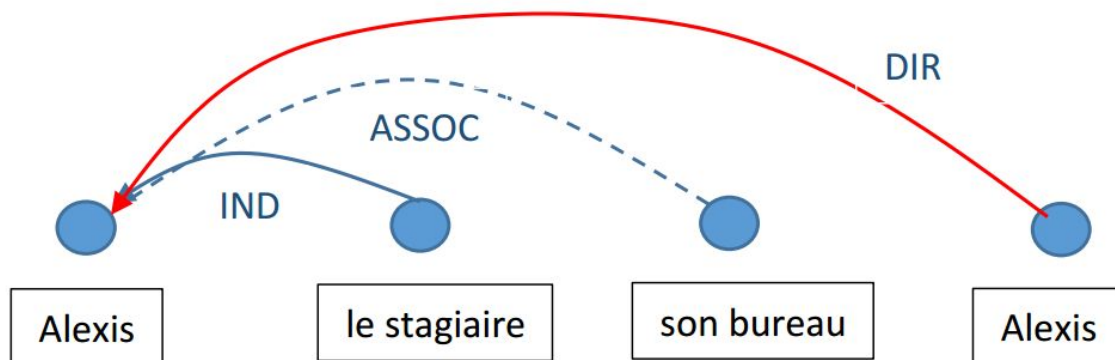 DIR
ASSOC
IND
Alexis
le stagiaire
son bureau
Alexis